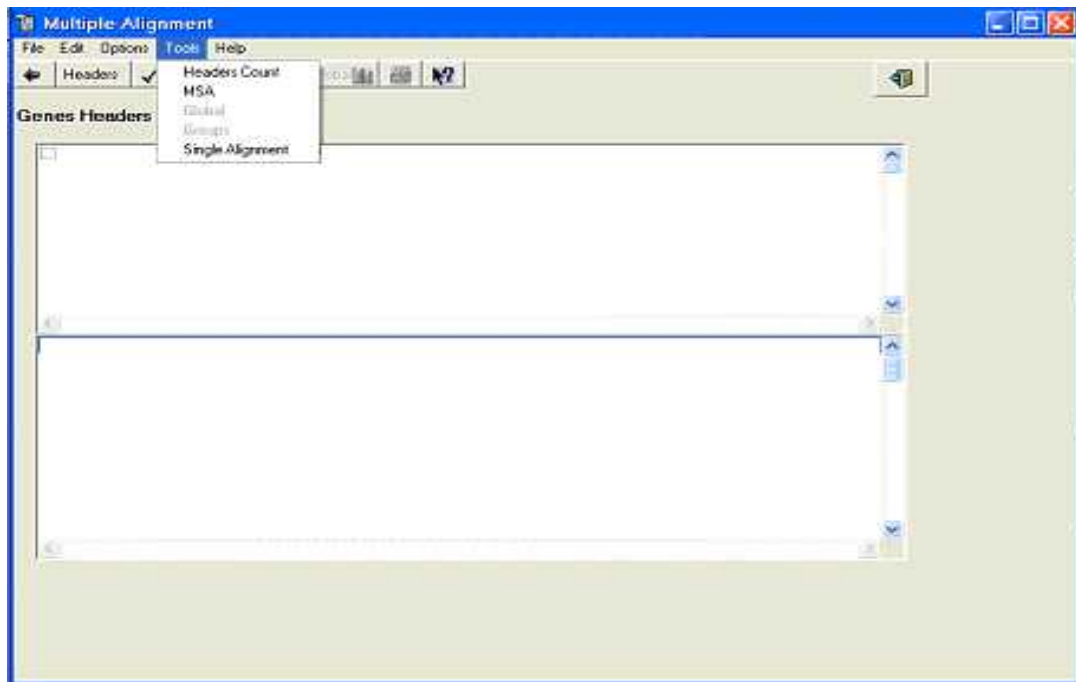 Multiple Alignment
File Edit Options Tools Help
Headers
Headers Count
MSA
Global
Groups
Single Alignment
Genes Headers